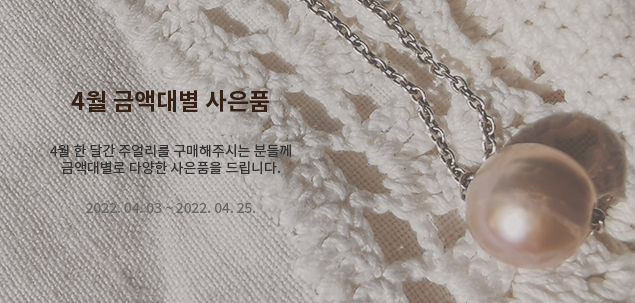 4월 금액대별 사은품
4월 한 달간 주얼리를 구매해주시는 분들께
금액대별로 다양한 사은품을 드립니다.
2022. 04. 03 ~ 2022. 04. 25.